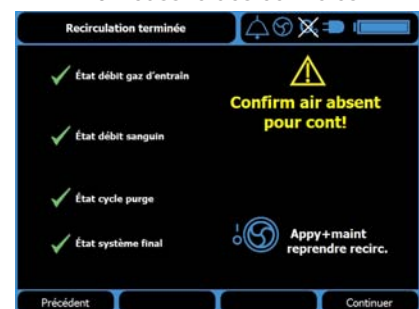 Recirculation terminée
État débit gaz d'entraîn
Confirm air absent
pour cont!
État débit sanguin
État cycle purge
État système final
Appy+maint
reprendre recirc.
Précédent
Continuer